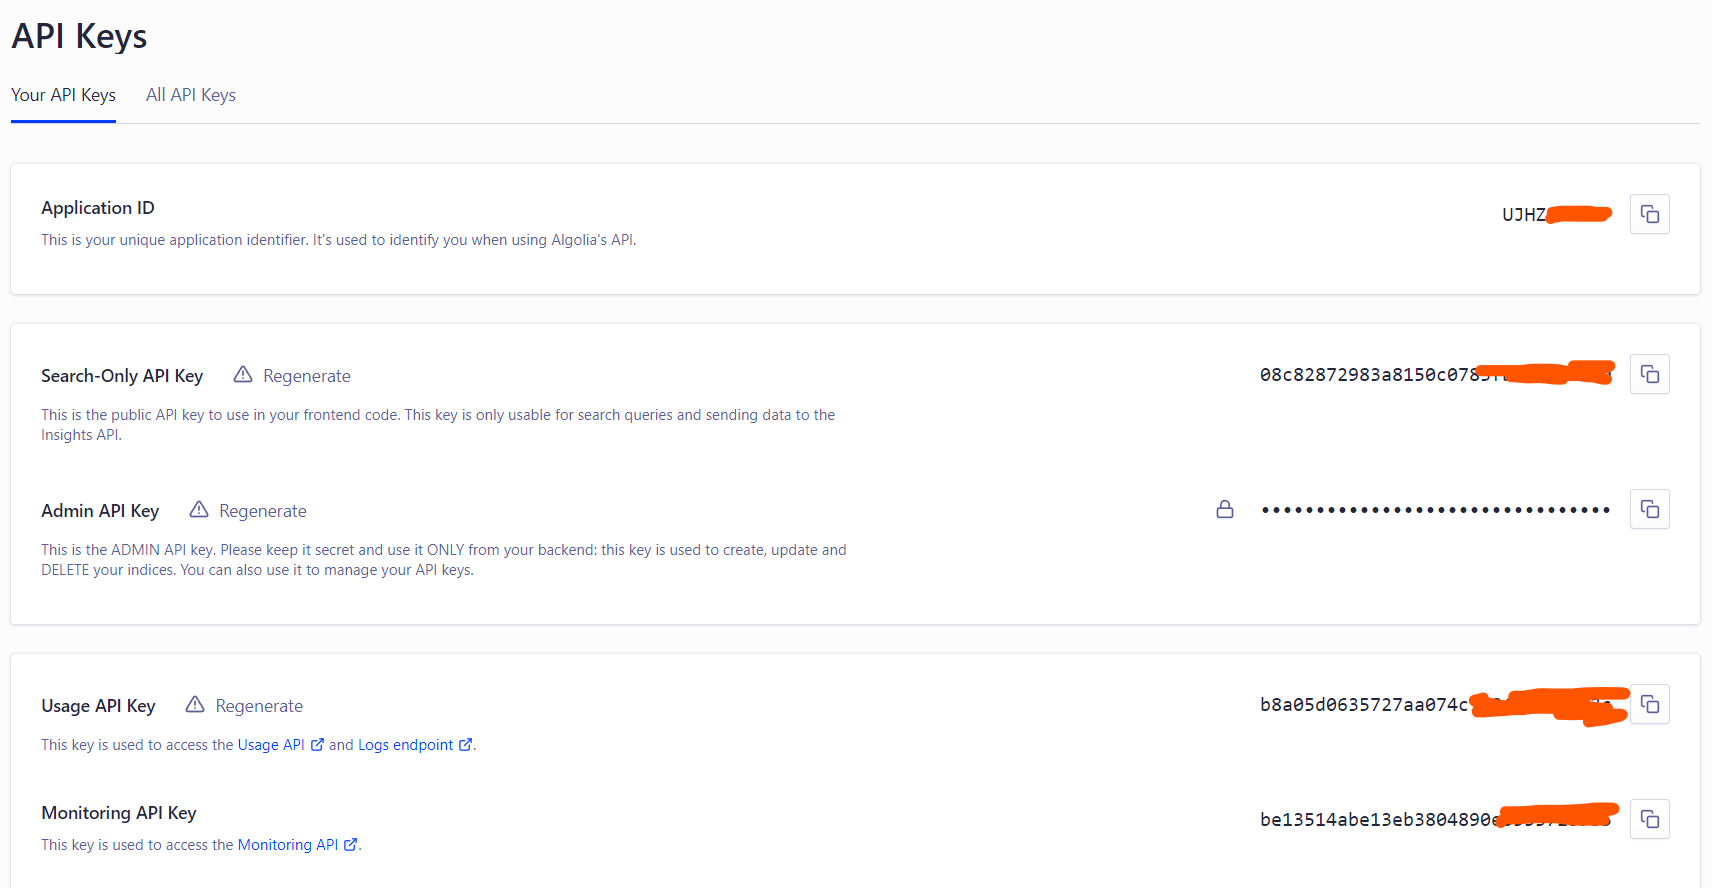 API Keys
Your API Keys All API Keys
Application ID
UJHZ
This is your unique application identifier. It's used to identify you when using Algolia's API.
Search-Only API Key Regenerate
08c82872983a8150c078
This is the public API key to use in your frontend code. This key is only usable for search queries and sending data to the
Insights API.
Admin API Key Regenerate
••••••••••••••••••••••••••••••••
This is the ADMIN API key. Please keep it secret and use it ONLY from your backend: this key is used to create, update and
DELETE your indices. You can also use it to manage your API keys.
Usage API Key Regenerate
b8a05d0635727aa074c
This key is used to access the Usage API and Logs endpoint.
Monitoring API Key
be13514abe13eb3804890
This key is used to access the Monitoring API.